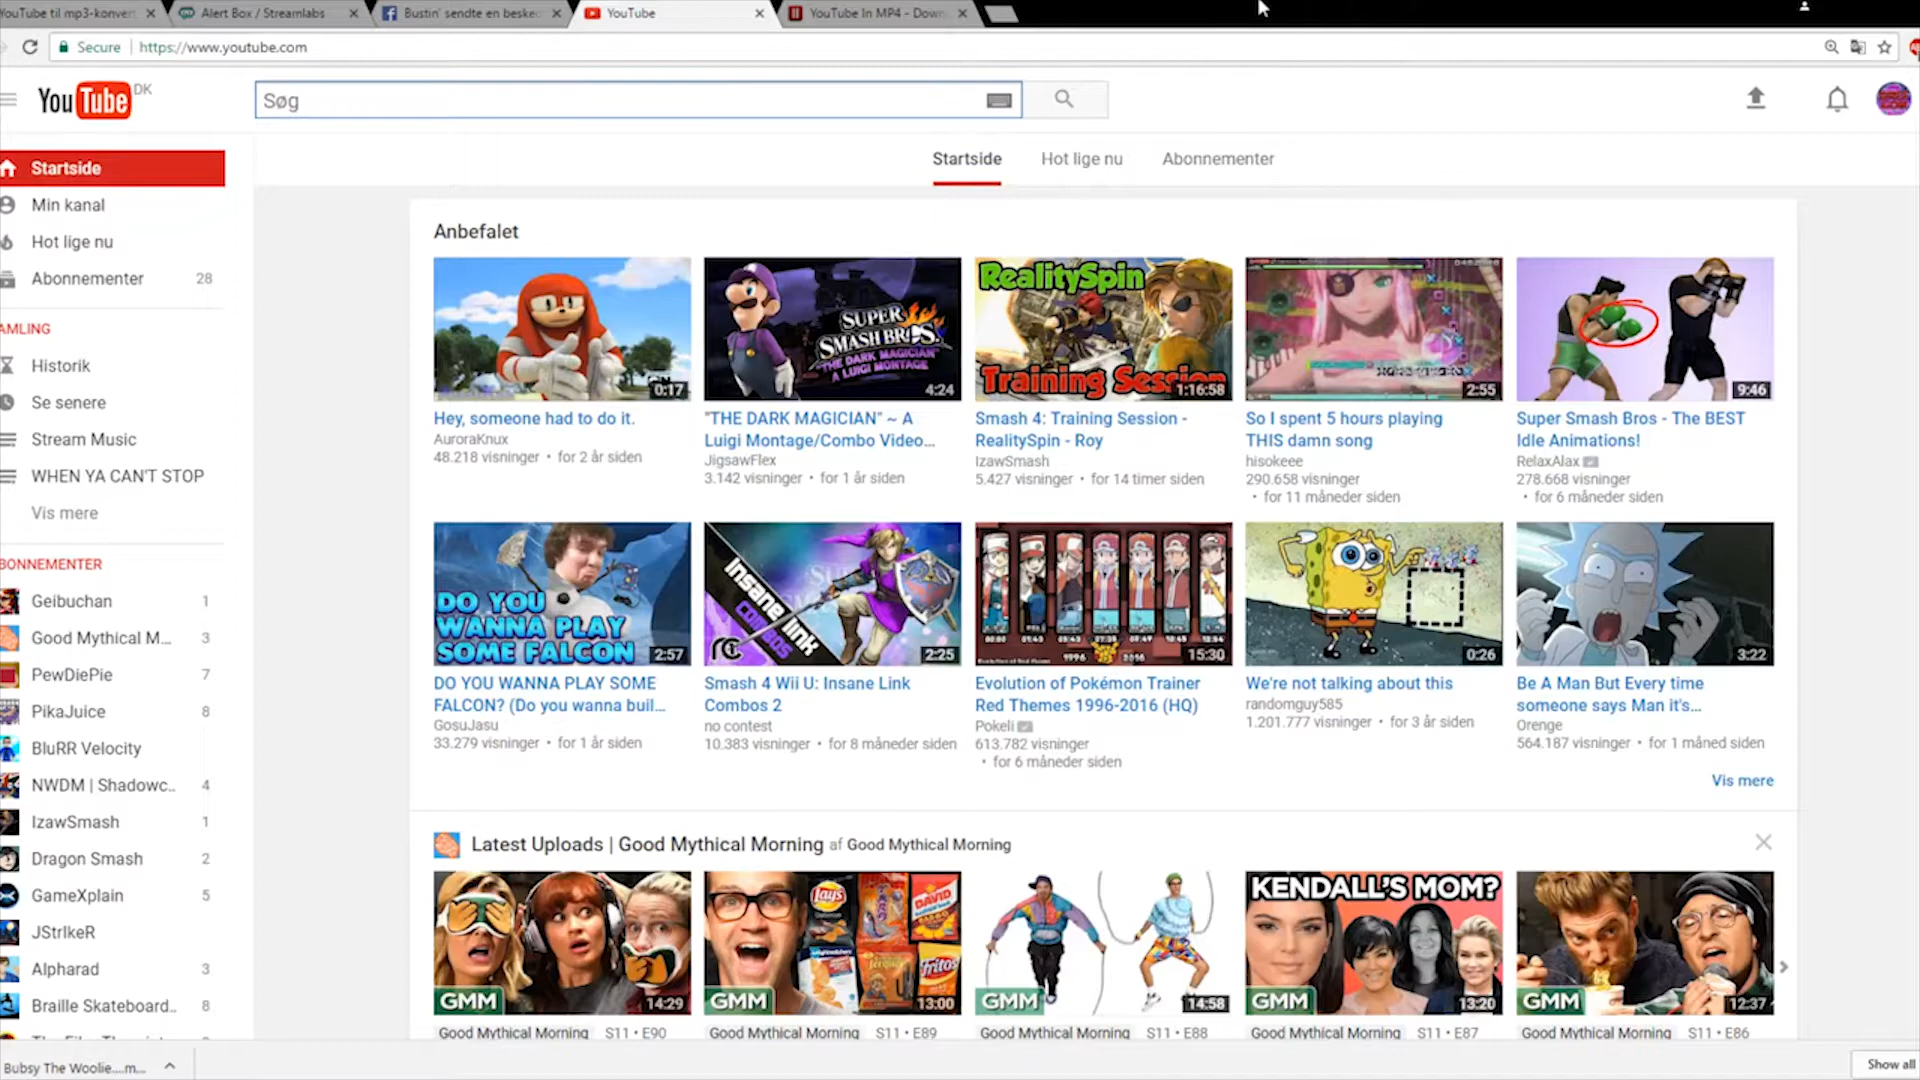 YouTube til mp3-konver
Alert Box / Streamlabs
Bustin' sendte en beske
YouTube
YouTube In MP4 - Down
Secure
https://www.youtube.com
YouTube DK
Søg
Startside
Hot lige nu
Abonnementer
Startside
Min kanal
Hot lige nu
Abonnementer 28
AMLING
Historik
Se senere
Stream Music
WHEN YA CAN'T STOP
Vis mere
BONNEMENTER
Geibuchan 1
Good Mythical M... 3
PewDiePie 7
PikaJuice 8
BluRR Velocity
NWDM | Shadowc.. 4
IzawSmash 1
Dragon Smash 2
GameXplain 5
JStrIkeR
Alpharad 3
Braille Skateboard.. 8
Anbefalet
0:17
Hey, someone had to do it.
AuroraKnux
48.218 visninger • for 2 år siden
SUPER
SMASH BROS.
"THE DARK MAGICIAN"
A LUIGI MONTAGE
4:24
"THE DARK MAGICIAN" ~ A
Luigi Montage/Combo Video...
JigsawFlex
3.142 visninger • for 1 år siden
RealitySpin
Training Session
1:16:58
Smash 4: Training Session -
RealitySpin - Roy
IzawSmash
5.427 visninger • for 14 timer siden
2:55
So I spent 5 hours playing
THIS damn song
hisokeee
290.658 visninger
• for 11 måneder siden
9:46
Super Smash Bros - The BEST
Idle Animations!
RelaxAlax
278.668 visninger
• for 6 måneder siden
DO YOU
WANNA PLAY
SOME FALCON
2:57
DO YOU WANNA PLAY SOME
FALCON? (Do you wanna buil...
GosuJasu
33.279 visninger • for 1 år siden
Insane Link
Combos
2:25
Smash 4 Wii U: Insane Link
Combos 2
no contest
10.383 visninger • for 8 måneder siden
1996 2016
15:30
Evolution of Pokémon Trainer
Red Themes 1996-2016 (HQ)
Pokeli
613.782 visninger
• for 6 måneder siden
0:26
We're not talking about this
randomguy585
1.201.777 visninger • for 3 år siden
3:22
Be A Man But Every time
someone says Man it's...
Orenge
564.187 visninger • for 1 måned siden
Vis mere
Latest Uploads | Good Mythical Morning af Good Mythical Morning
GMM 14:29
Good Mythical Morning S11 • E90
Lay's
DAVID
Fritos
GMM 13:00
Good Mythical Morning S11 • E89
GMM 14:58
Good Mythical Morning S11 • E88
KENDALL'S MOM?
GMM 13:20
Good Mythical Morning S11 • E87
GMM 12:37
Good Mythical Morning S11 • E86
Bubsy The Woolie....m...
Show all